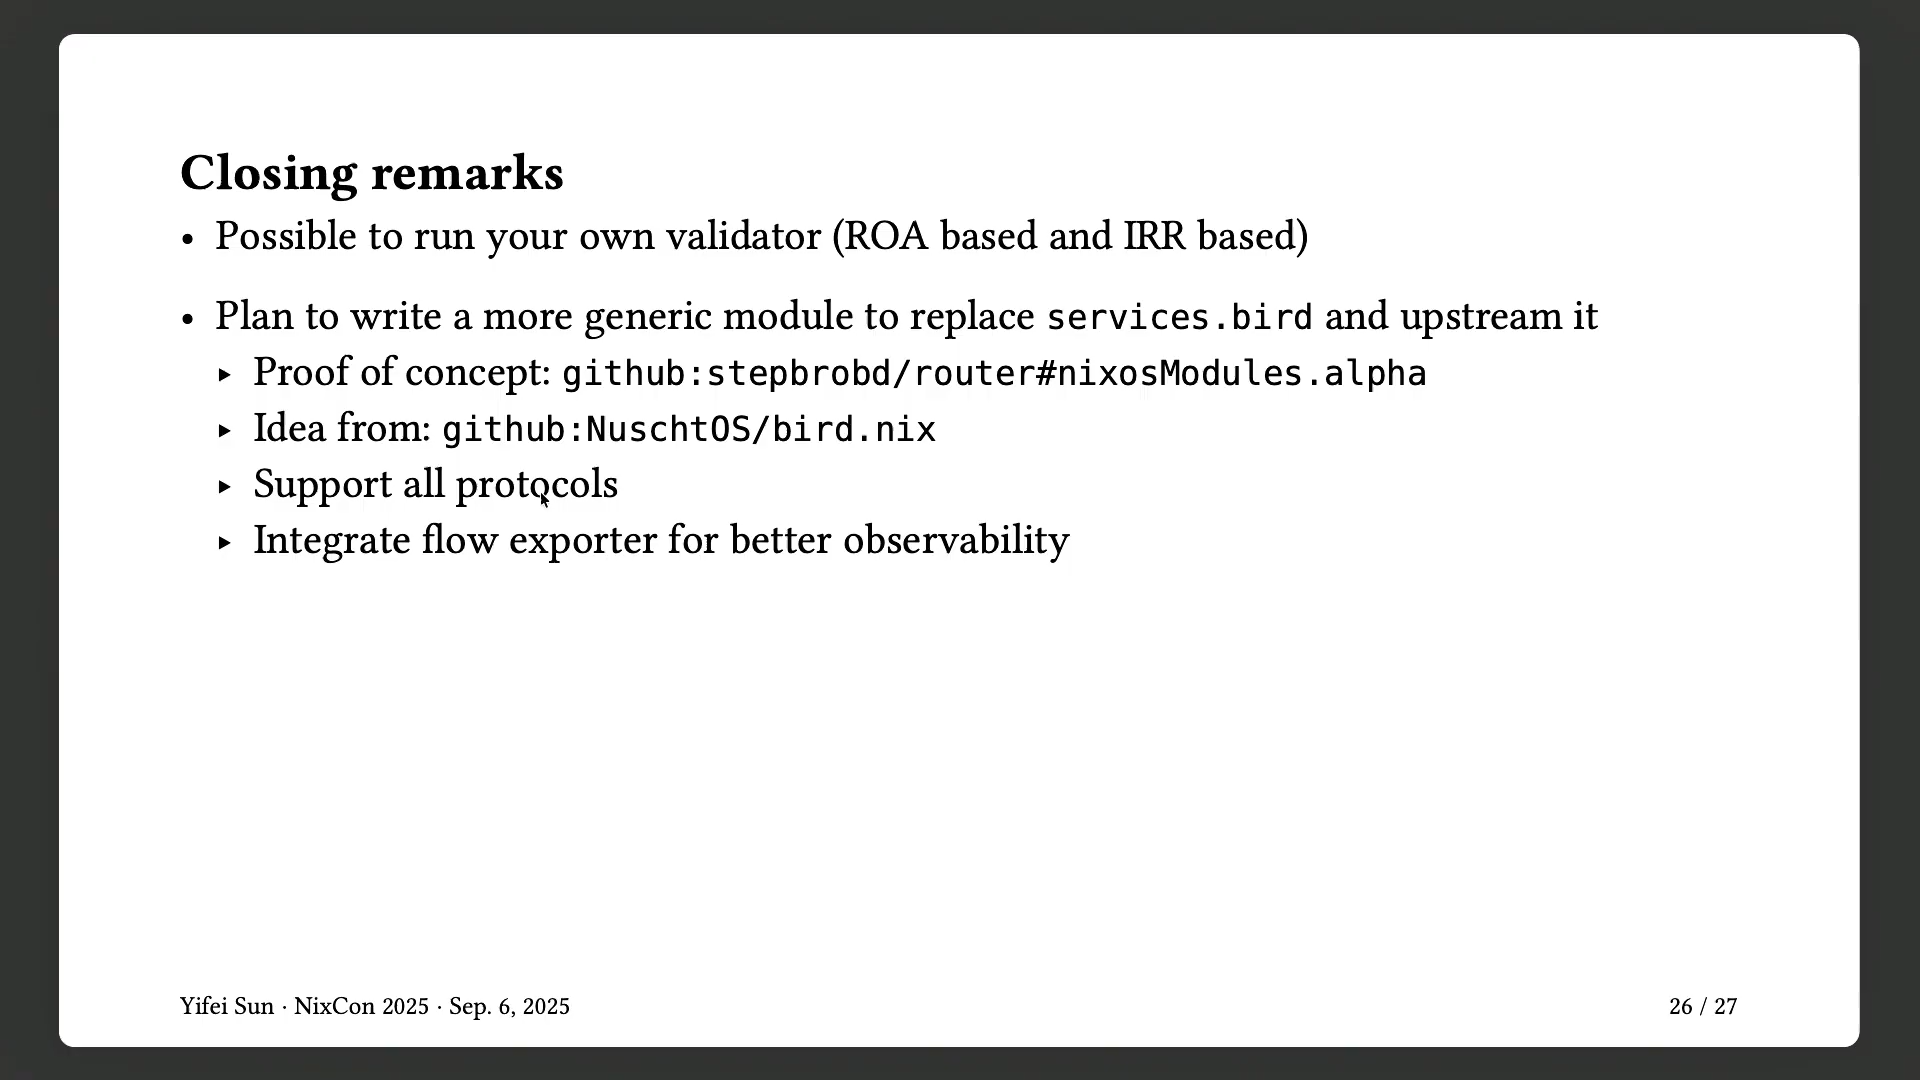 Closing remarks
• Possible to run your own validator (ROA based and IRR based)
• Plan to write a more generic module to replace services.bird and upstream it
▸ Proof of concept: github:stepbrobd/router#nixosModules.alpha
▸ Idea from: github:NuschtOS/bird.nix
▸ Support all protocols
▸ Integrate flow exporter for better observability
Yifei Sun · NixCon 2025 · Sep. 6, 2025
26 / 27